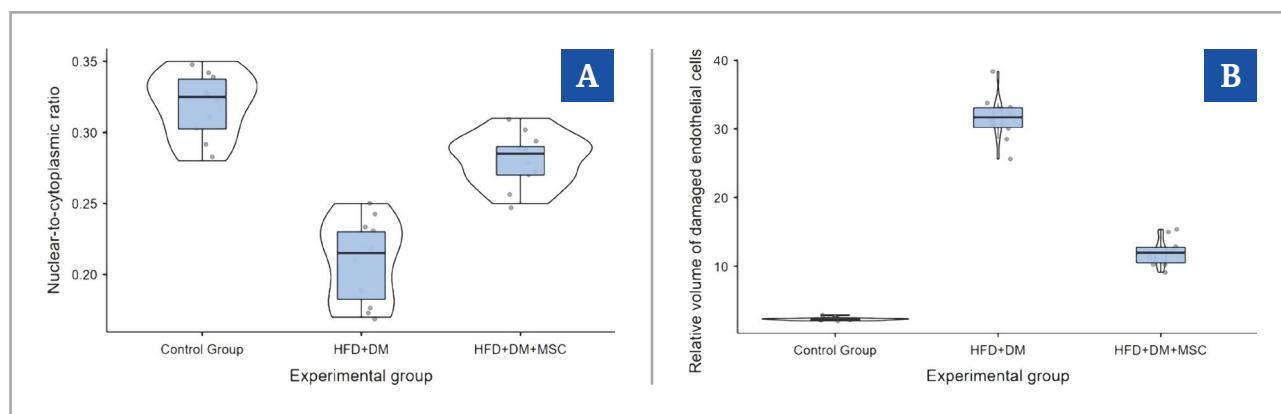 A
Nuclear-to-cytoplasmic ratio
0.35
0.30
0.25
0.20
Control Group
HFD+DM
HFD+DM+MSC
Experimental group
B
Relative volume of damaged endothelial cells
40
30
20
10
Control Group
HFD+DM
HFD+DM+MSC
Experimental group